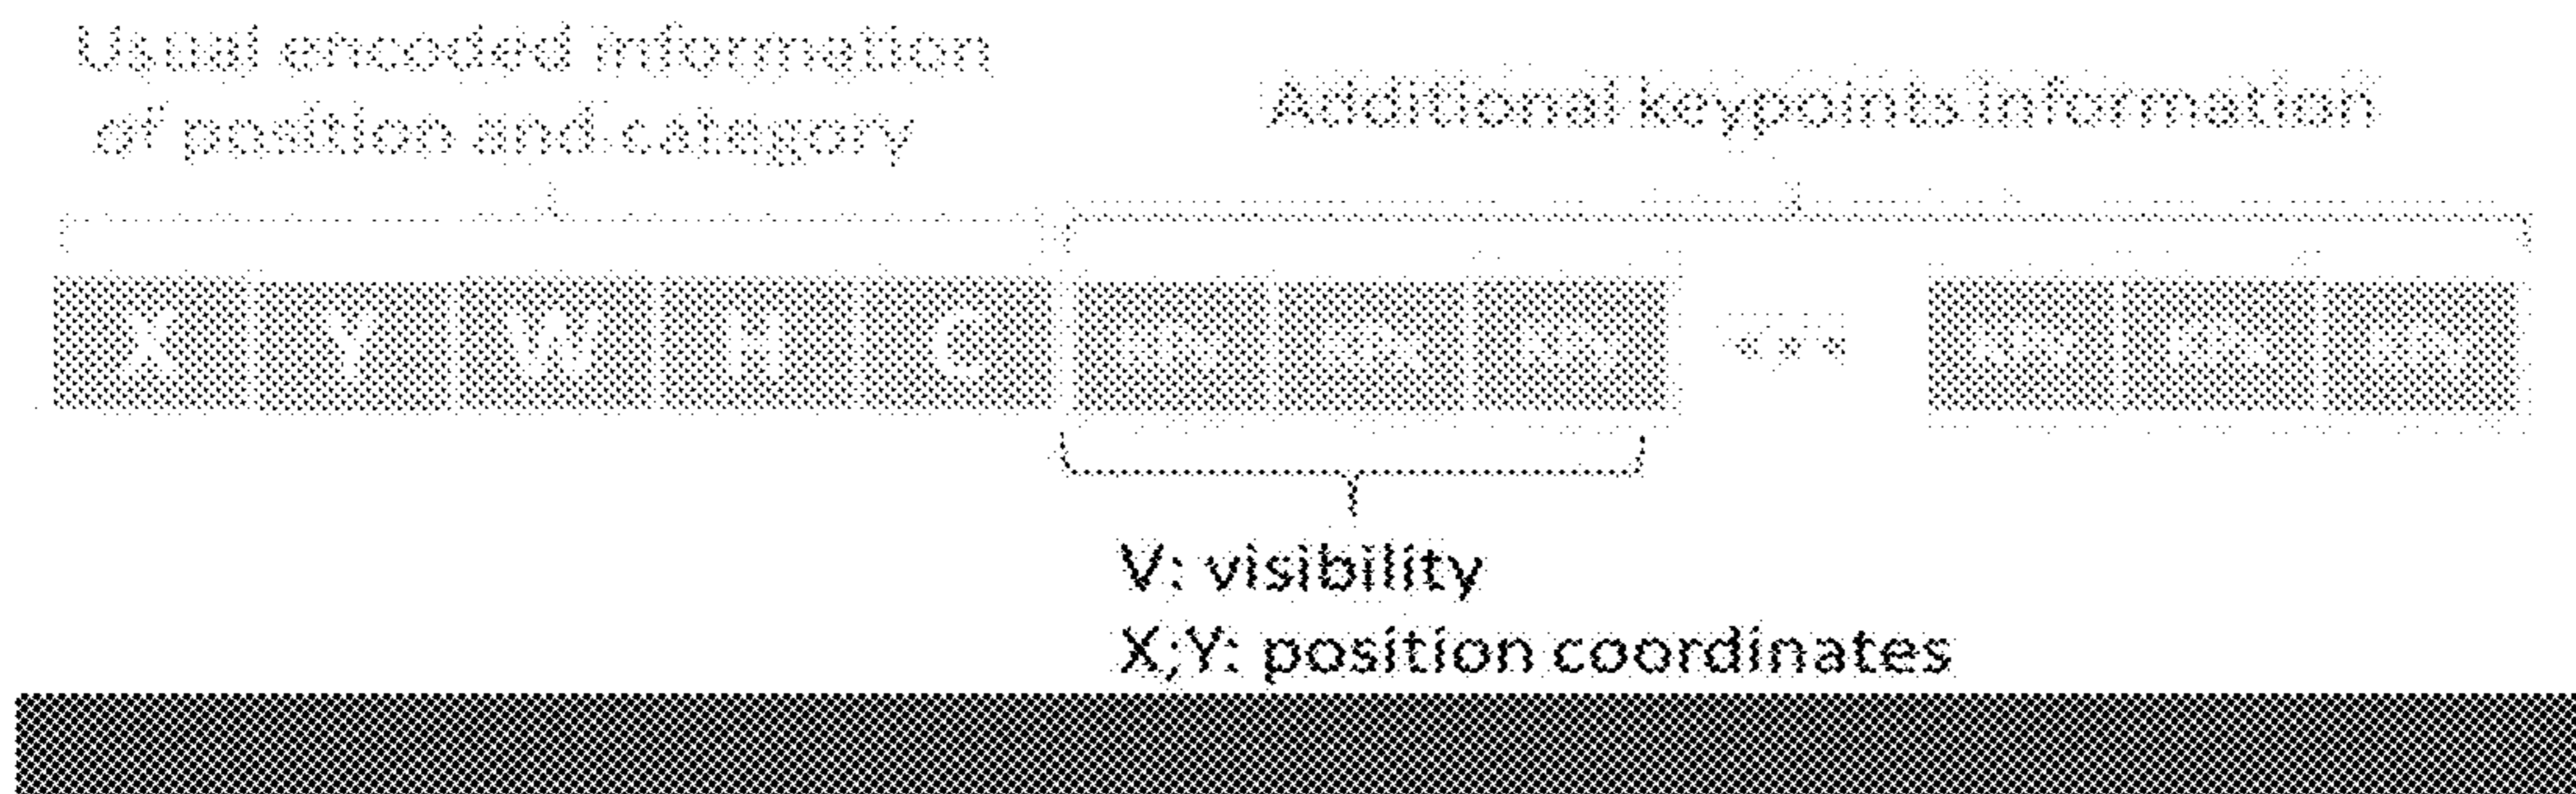 Usual encoded information
of position and category
Additional keypoints information
X Y W H C
V: visibility
X;Y: position coordinates